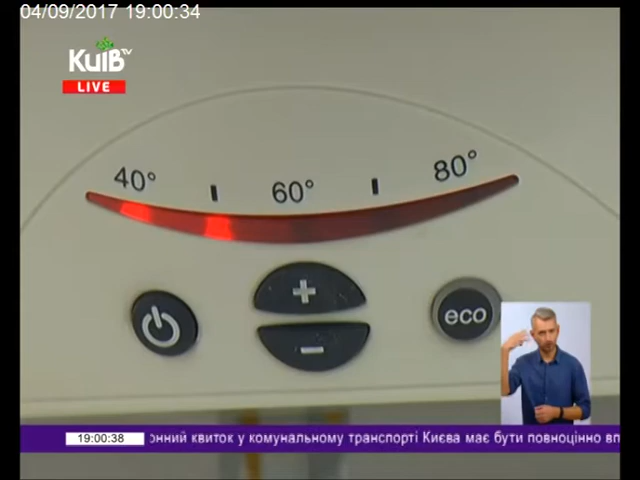 04/09/2017 19:00:34
КиїВ TV
LIVE
40° 60° 80°
+
eco
−
19:00:38 онний квиток у комунальному транспорті Києва має бути повноцінно вп